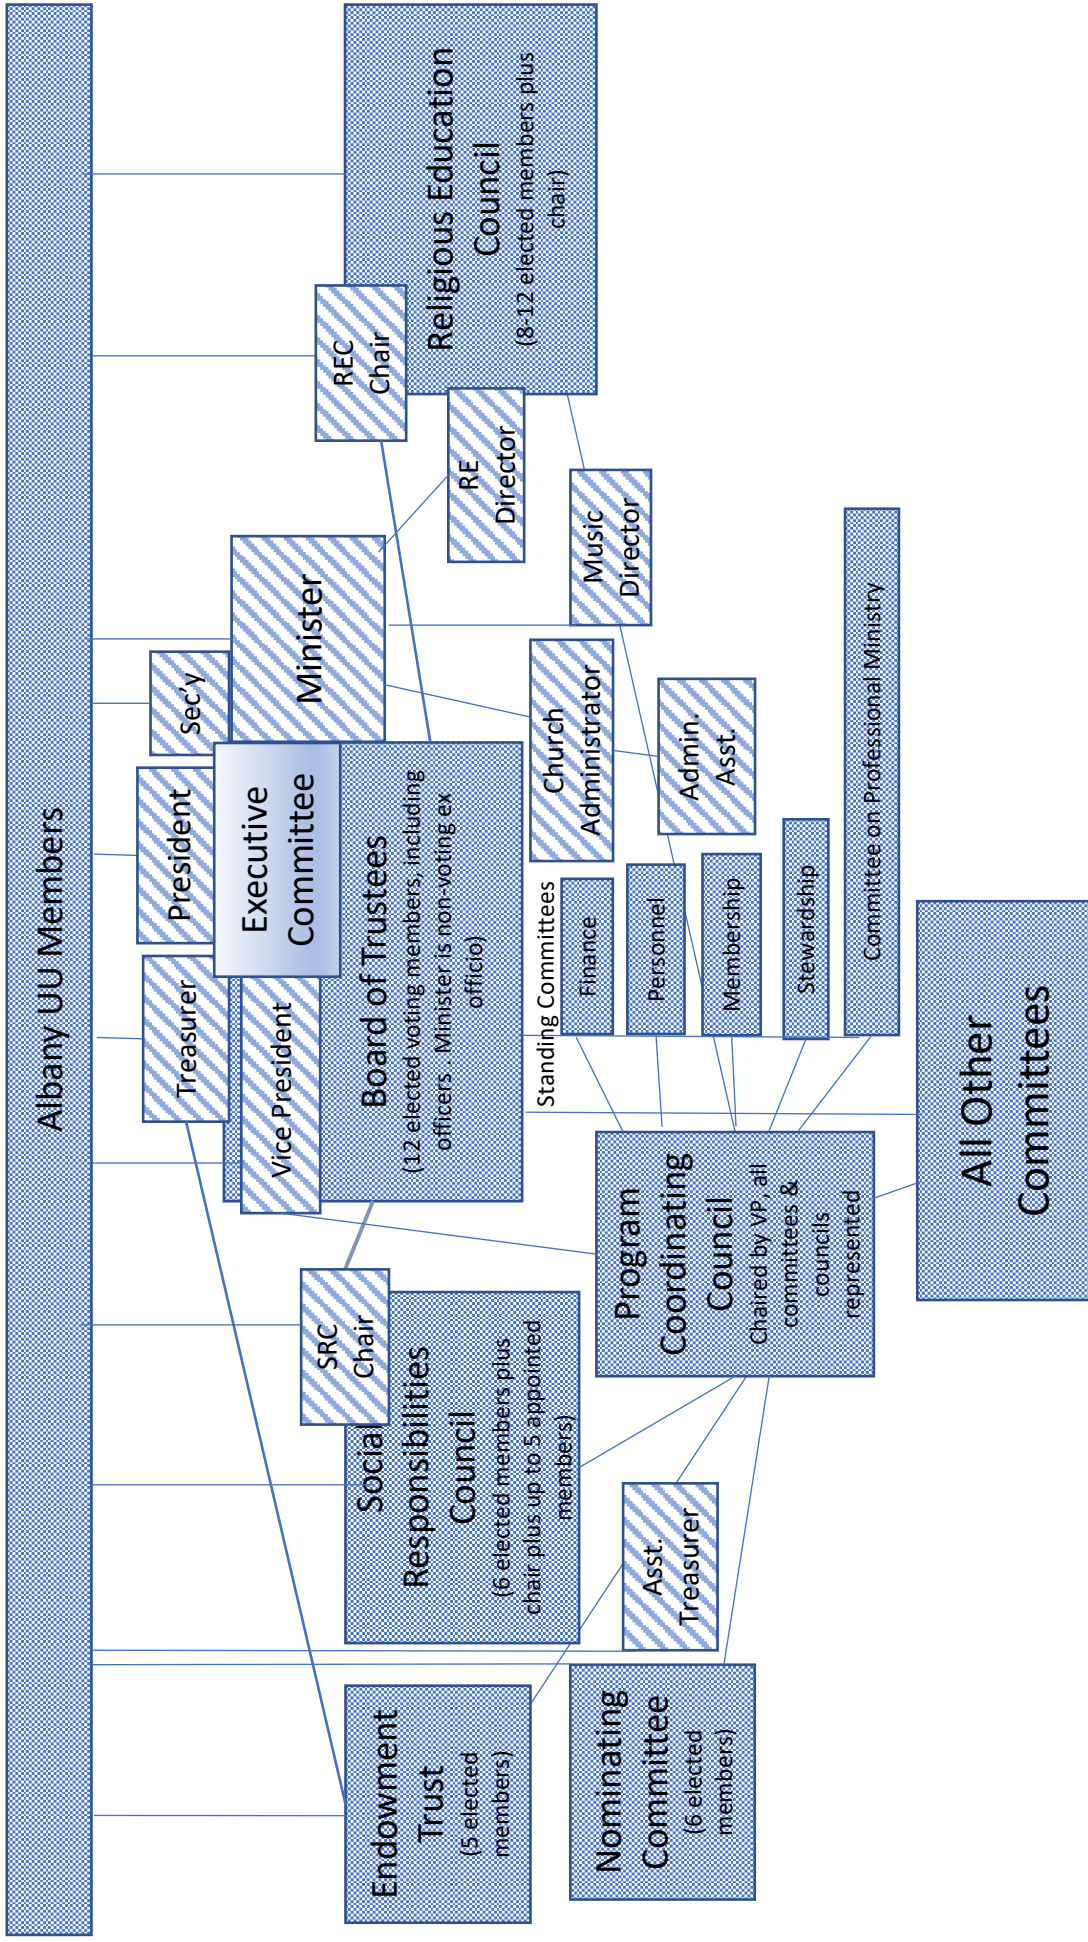 Albany UU Members
Treasurer
President
Sec'y
Vice President
Executive
Committee
Minister
Board of Trustees
(12 elected voting members, including
officers . Minister is non-voting ex
officio)
SRC
Chair
REC
Chair
Endowment
Trust
(5 elected
members)
Social
Responsibilities
Council
(6 elected members plus
chair plus up to 5 appointed
members)
Religious Education
Council
(8-12 elected members plus
chair)
RE
Director
Nominating
Committee
(6 elected
members)
Asst.
Treasurer
Program
Coordinating
Council
Chaired by VP, all
committees &
councils
represented
Standing Committees
Finance
Personnel
Membership
Stewardship
Committee on Professional Ministry
Church
Administrator
Music
Director
Admin.
Asst.
All Other
Committees